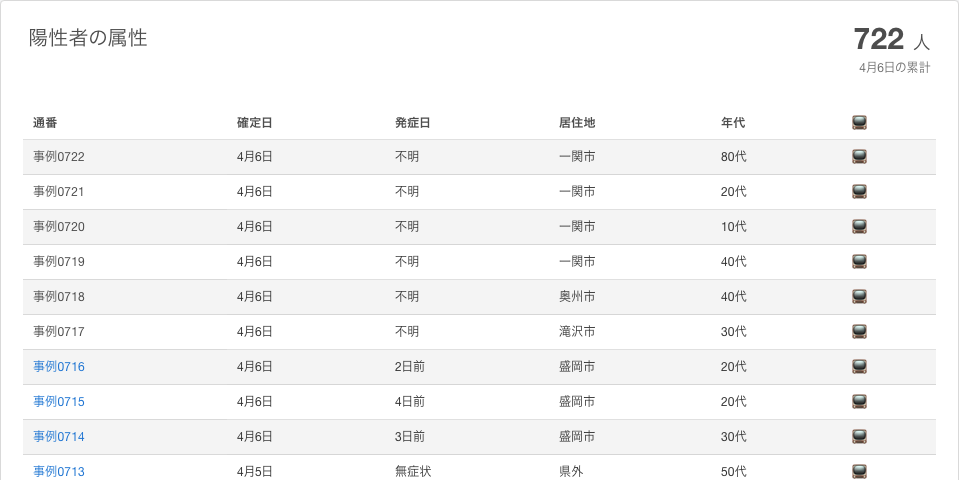 陽性者の属性
722 人
4月6日の累計
通番 確定日 発症日 居住地 年代
事例0722 4月6日 不明 一関市 80代
事例0721 4月6日 不明 一関市 20代
事例0720 4月6日 不明 一関市 10代
事例0719 4月6日 不明 一関市 40代
事例0718 4月6日 不明 奥州市 40代
事例0717 4月6日 不明 滝沢市 30代
事例0716 4月6日 2日前 盛岡市 20代
事例0715 4月6日 4日前 盛岡市 20代
事例0714 4月6日 3日前 盛岡市 30代
事例0713 4月5日 無症状 県外 50代